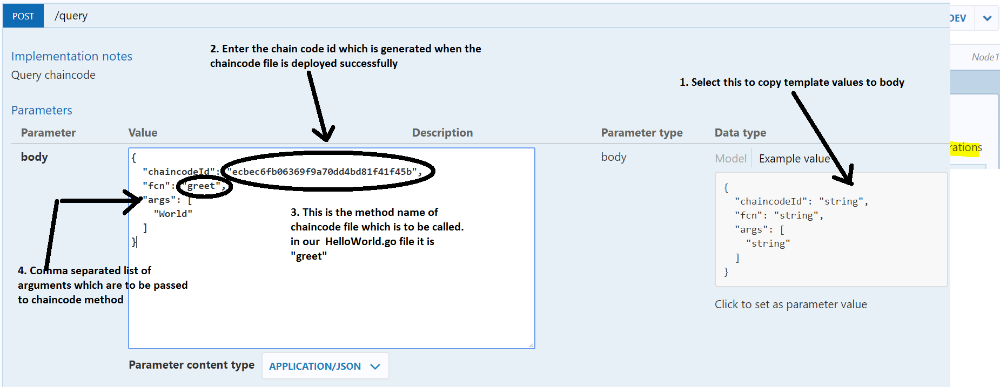 POST /query
DEV
Node1
2. Enter the chain code id which is generated when the
chaincode file is deployed successfully
Implementation notes
Query chaincode
1. Select this to copy template values to body
Parameters
Parameter Value Description Parameter type Data type
body
{
"chaincodeId": "ecbec6fb06369f9a70dd4bd81f41f45b",
"fcn": "greet",
"args": [
"World"
]
}
3. This is the method name of
chaincode file which is to be called.
in our HelloWorld.go file it is
"greet"
4. Comma separated list of
arguments which are to be passed
to chaincode method
body
Model Example value
{
"chaincodeId": "string",
"fcn": "string",
"args": [
"string"
]
}
Click to set as parameter value
rations
Parameter content type APPLICATION/JSON